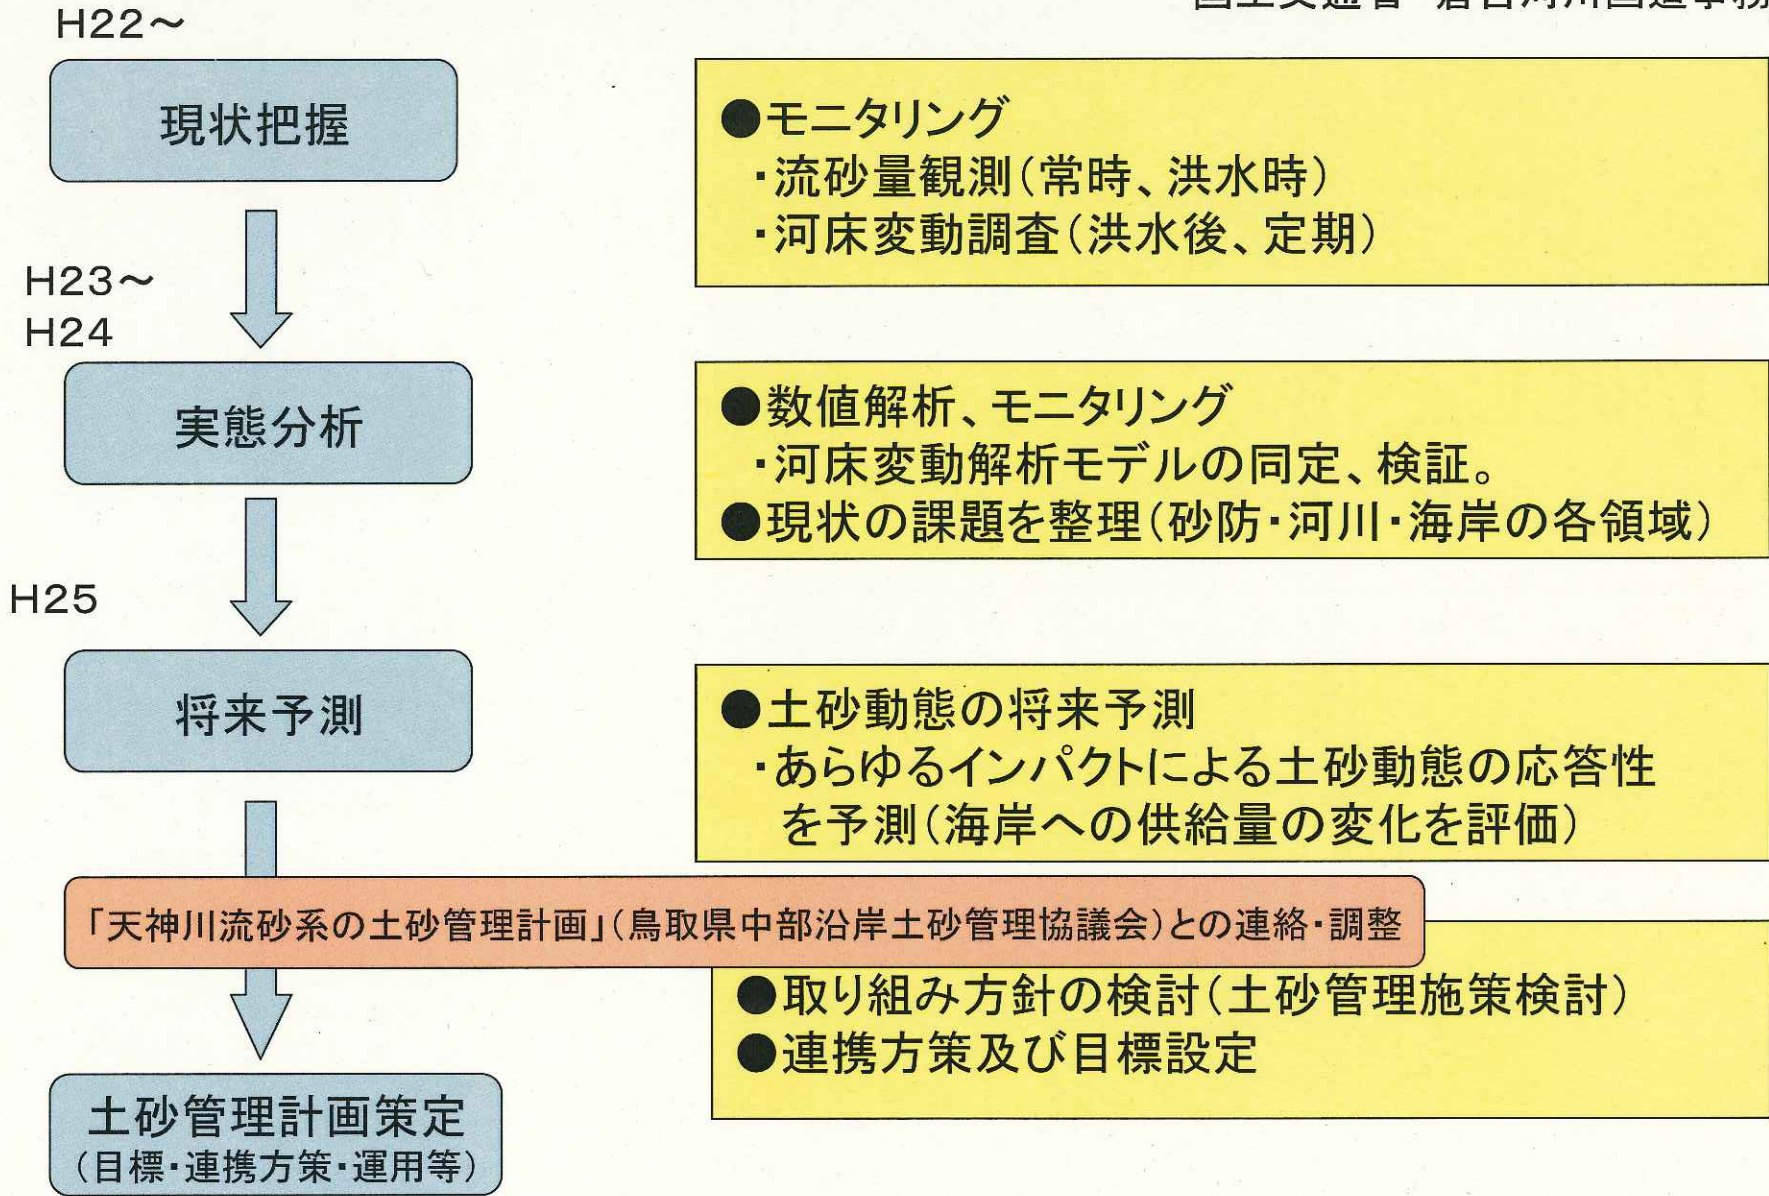 H22～
現状把握
●モニタリング
・流砂量観測(常時、洪水時)
・河床変動調査(洪水後、定期)
H23～
H24
実態分析
●数値解析、モニタリング
・河床変動解析モデルの同定、検証。
●現状の課題を整理(砂防・河川・海岸の各領域)
H25
将来予測
●土砂動態の将来予測
・あらゆるインパクトによる土砂動態の応答性
を予測(海岸への供給量の変化を評価)
「天神川流砂系の土砂管理計画」(鳥取県中部沿岸土砂管理協議会)との連絡・調整
●取り組み方針の検討(土砂管理施策検討)
●連携方策及び目標設定
土砂管理計画策定
(目標・連携方策・運用等)